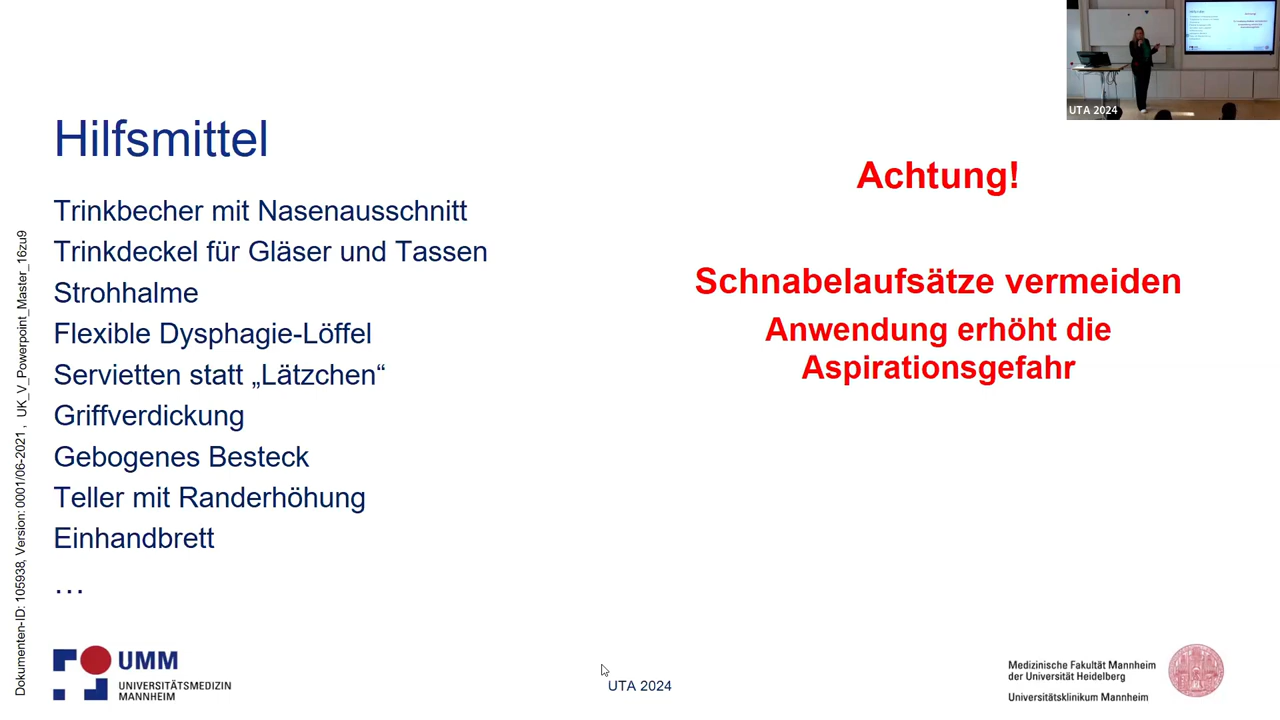 Hilfsmittel
Trinkbecher mit Nasenausschnitt
Trinkdeckel für Gläser und Tassen
Strohhalme
Flexible Dysphagie-Löffel
Servietten statt „Lätzchen“
Griffverdickung
Gebogenes Besteck
Teller mit Randerhöhung
Einhandbrett
…
Achtung!
Schnabelaufsätze vermeiden
Anwendung erhöht die
Aspirationsgefahr
UTA 2024
Dokumenten-ID: 105938, Version: 0001/06-2021 , UK_V_Powerpoint_Master_16zu9
UMM
UNIVERSITÄTSMEDIZIN
MANNHEIM
UTA 2024
Medizinische Fakultät Mannheim
der Universität Heidelberg
Universitätsklinikum Mannheim